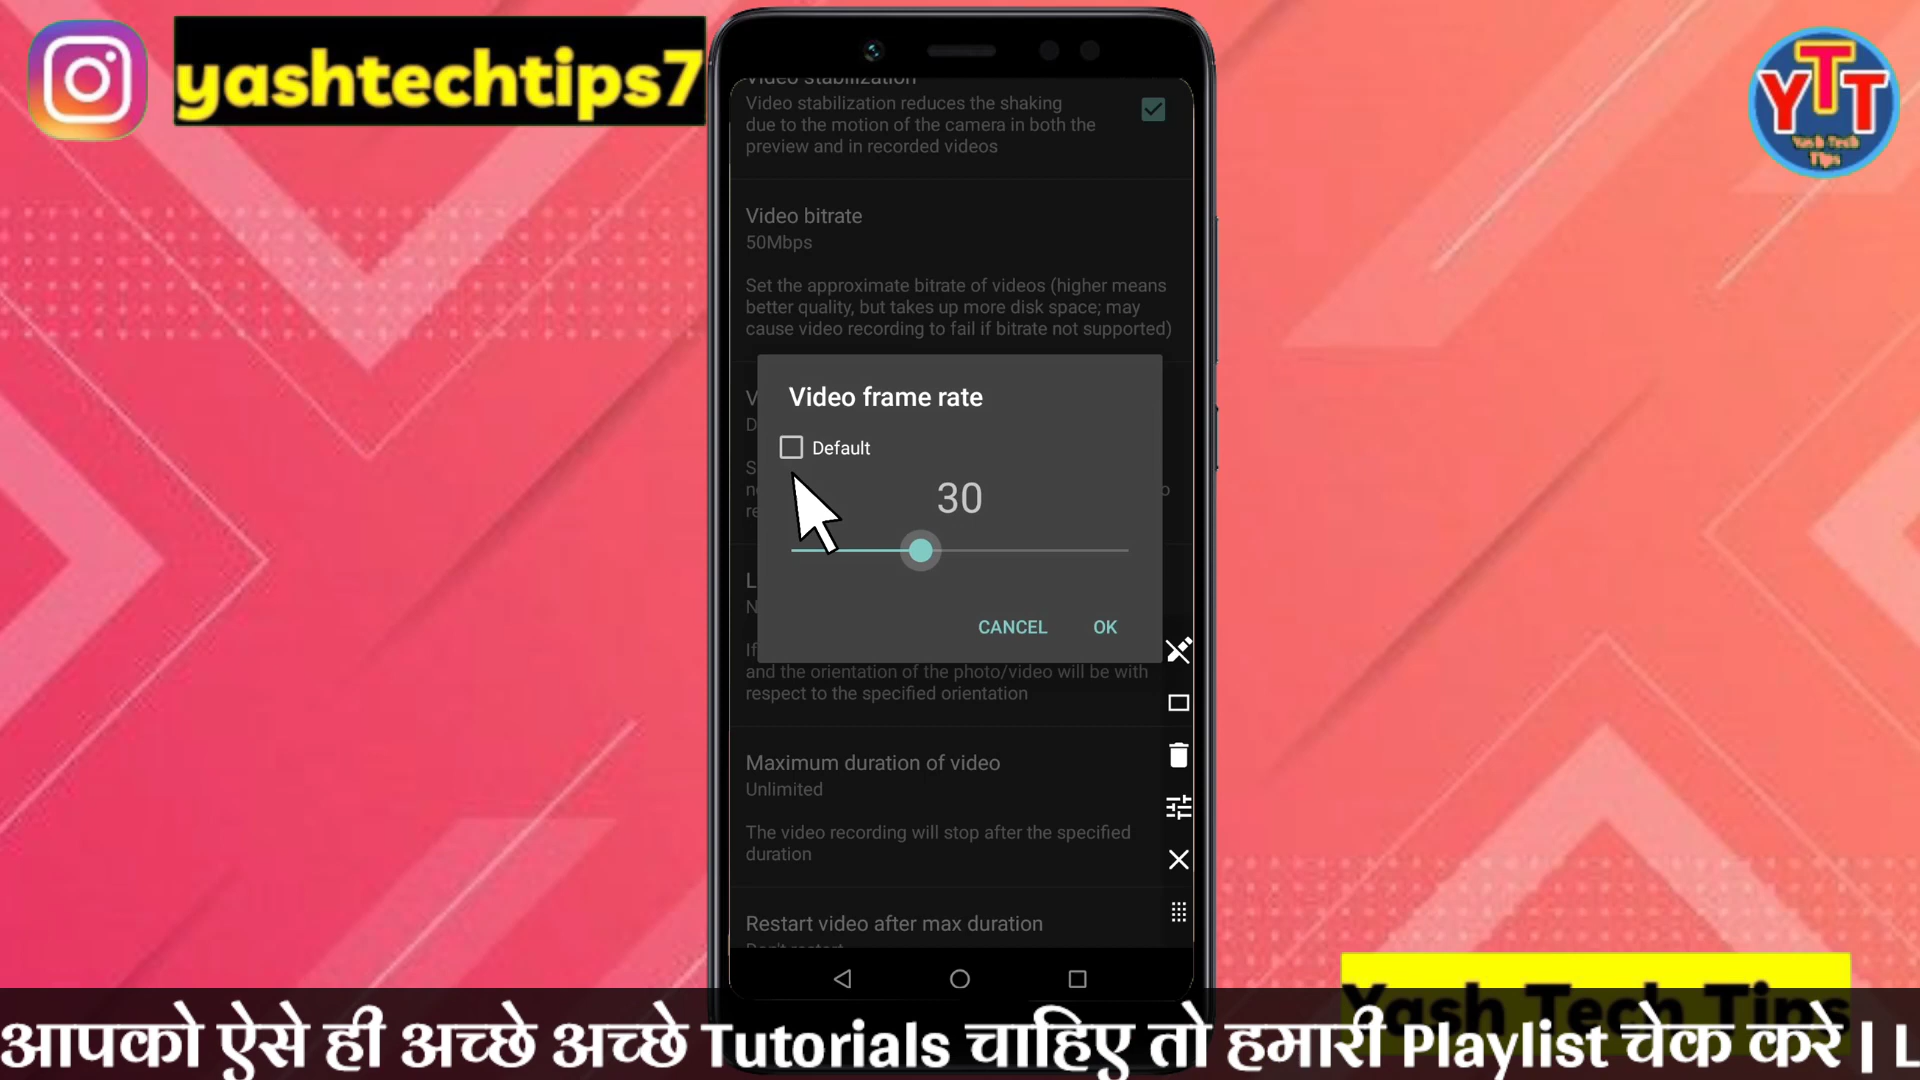 yashtechtips7
YTT
Yash Tech
Tips
Video stabilization
Video stabilization reduces the shaking
due to the motion of the camera in both the
preview and in recorded videos
Video bitrate
50Mbps
Set the approximate bitrate of videos (higher means
better quality, but takes up more disk space; may
cause video recording to fail if bitrate not supported)
Video frame rate
Default
30
CANCEL OK
and the orientation of the photo/video will be with
respect to the specified orientation
Maximum duration of video
Unlimited
The video recording will stop after the specified
duration
Restart video after max duration
Don't restart
Yash Tech Tips
आपको ऐसे ही अच्छे अच्छे Tutorials चाहिए तो हमारी Playlist चेक करे | L